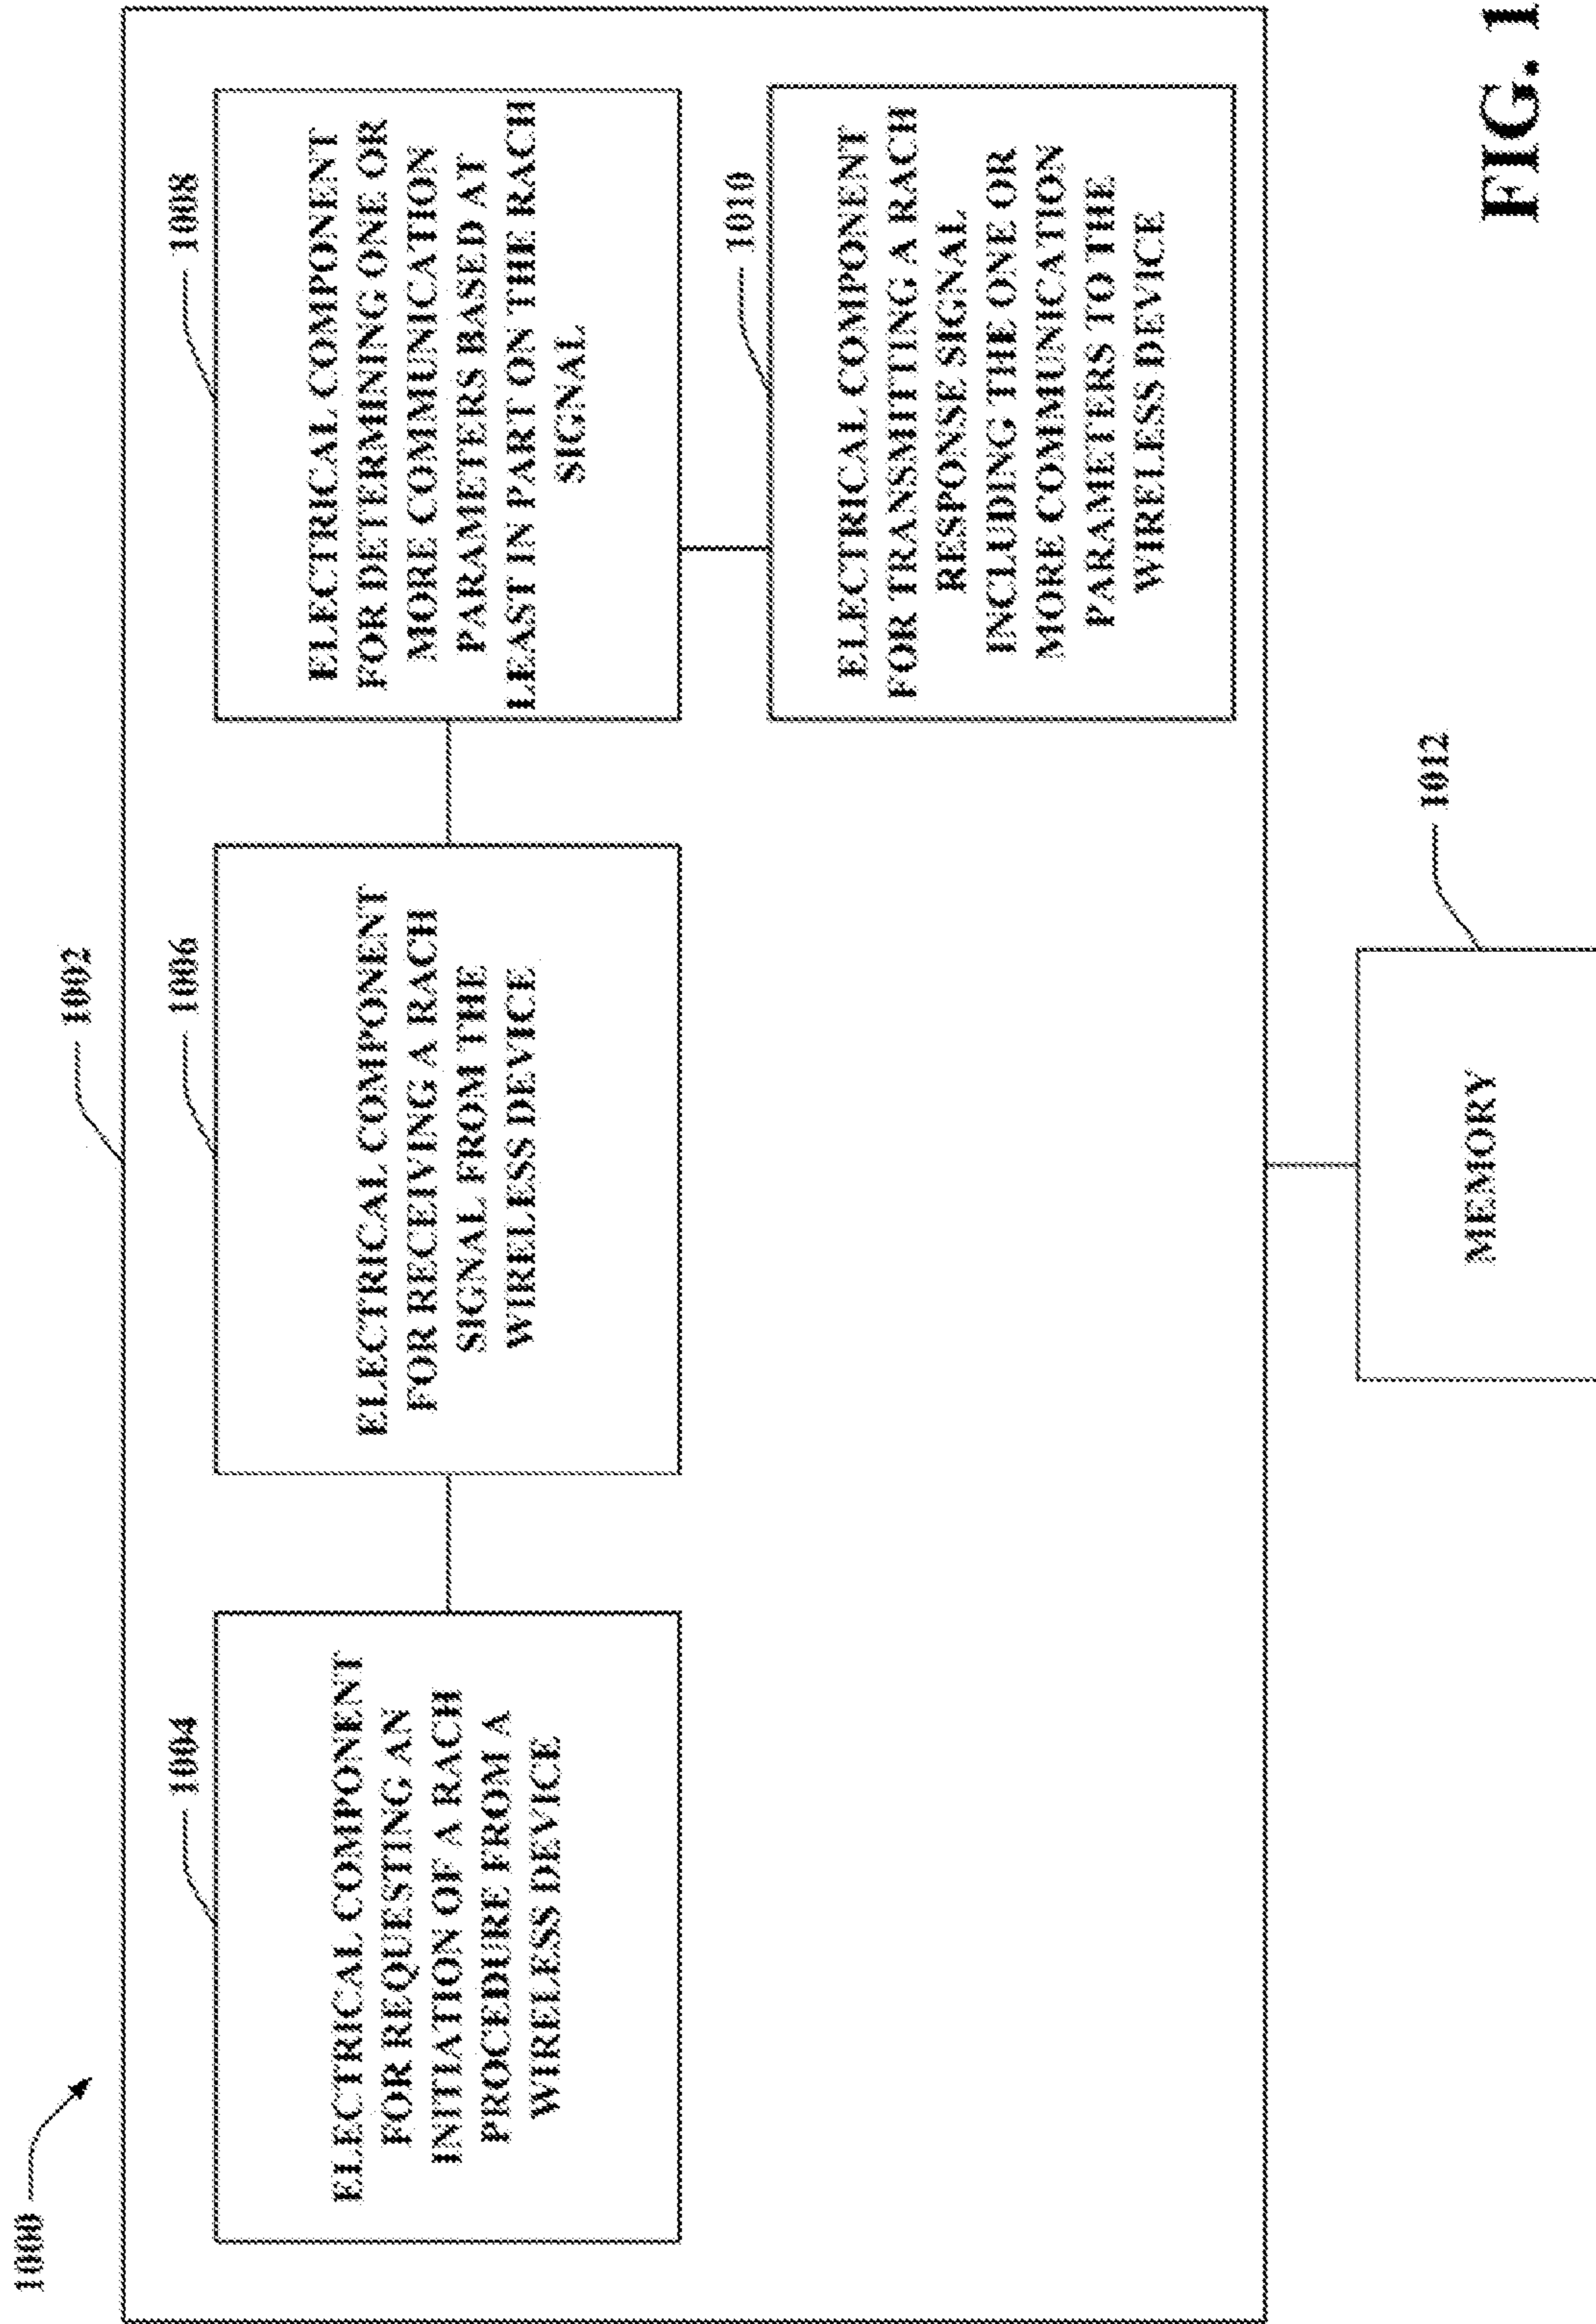 1000
1002
1004
ELECTRICAL COMPONENT
FOR REQUESTING AN
INITIATION OF A RACH
PROCEDURE FROM A
WIRELESS DEVICE
1006
ELECTRICAL COMPONENT
FOR RECEIVING A RACH
SIGNAL FROM THE
WIRELESS DEVICE
1008
ELECTRICAL COMPONENT
FOR DETERMINING ONE OR
MORE COMMUNICATION
PARAMETERS BASED AT
LEAST IN PART ON THE RACH
SIGNAL
1010
ELECTRICAL COMPONENT
FOR TRANSMITTING A RACH
RESPONSE SIGNAL
INCLUDING THE ONE OR
MORE COMMUNICATION
PARAMETERS TO THE
WIRELESS DEVICE
1012
MEMORY
FIG. 1